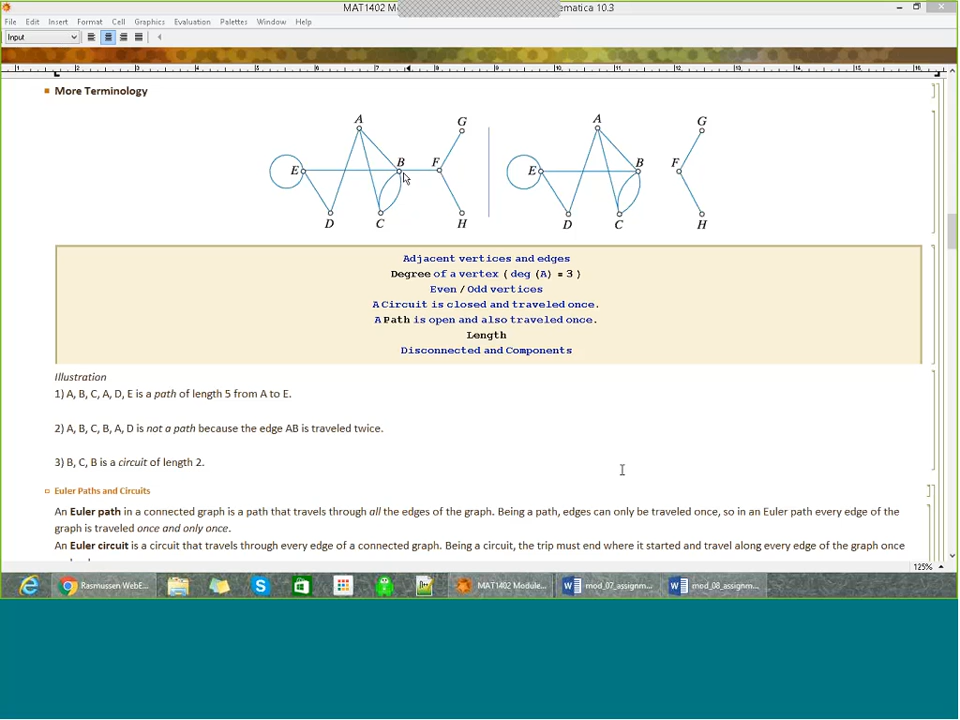 MAT1402 Mo
ematica 10.3
File Edit Insert Format Cell Graphics Evaluation Palettes Window Help
Input
More Terminology
A G A G
E B F E B F
D C H D C H
Adjacent vertices and edges
Degree of a vertex ( deg (A) = 3 )
Even / Odd vertices
A Circuit is closed and traveled once.
A Path is open and also traveled once.
Length
Disconnected and Components
Illustration
1) A, B, C, A, D, E is a path of length 5 from A to E.
2) A, B, C, B, A, D is not a path because the edge AB is traveled twice.
3) B, C, B is a circuit of length 2.
Euler Paths and Circuits
An Euler path in a connected graph is a path that travels through all the edges of the graph. Being a path, edges can only be traveled once, so in an Euler path every edge of the
graph is traveled once and only once.
An Euler circuit is a circuit that travels through every edge of a connected graph. Being a circuit, the trip must end where it started and travel along every edge of the graph once
125%
Rasmussen WebE... MAT1402 Module... mod_07_assignm... mod_08_assignm...